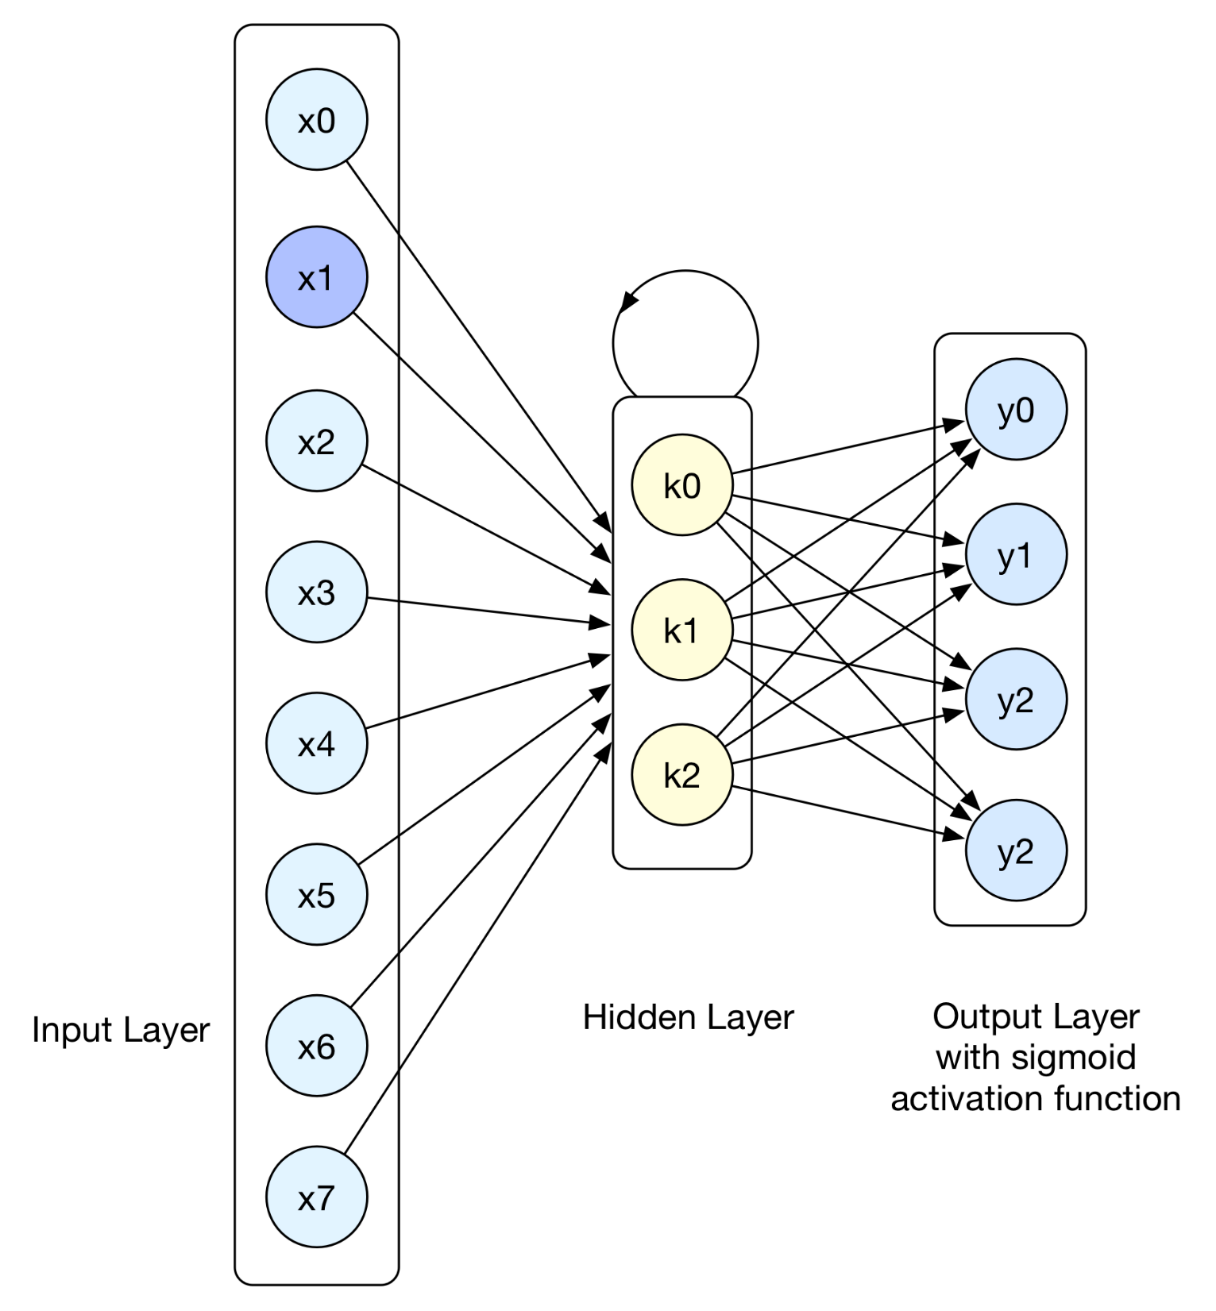 x0
x1
x2
x3
x4
x5
x6
x7
Input Layer
k0
k1
k2
Hidden Layer
y0
y1
y2
y2
Output Layer
with sigmoid
activation function